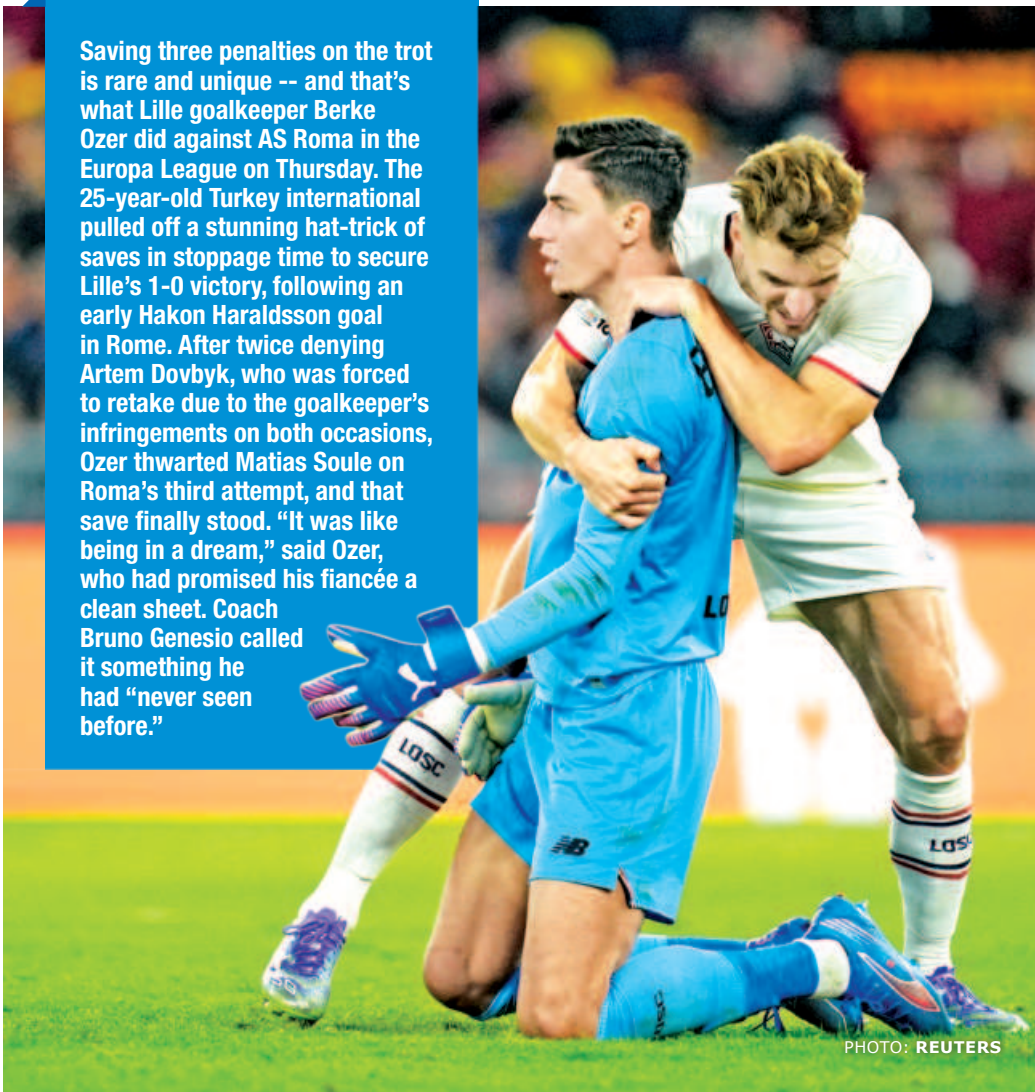 Saving three penalties on the trot
is rare and unique -- and that’s
what Lille goalkeeper Berke
Ozer did against AS Roma in the
Europa League on Thursday. The
25-year-old Turkey international
pulled off a stunning hat-trick of
saves in stoppage time to secure
Lille’s 1-0 victory, following an
early Hakon Haraldsson goal
in Rome. After twice denying
Artem Dovbyk, who was forced
to retake due to the goalkeeper’s
infringements on both occasions,
Ozer thwarted Matias Soule on
Roma’s third attempt, and that
save finally stood. “It was like
being in a dream,” said Ozer,
who had promised his fiancée a
clean sheet. Coach
Bruno Genesio called
it something he
had “never seen
before.”
LO
LOSC
LOSC
NB
PHOTO: REUTERS